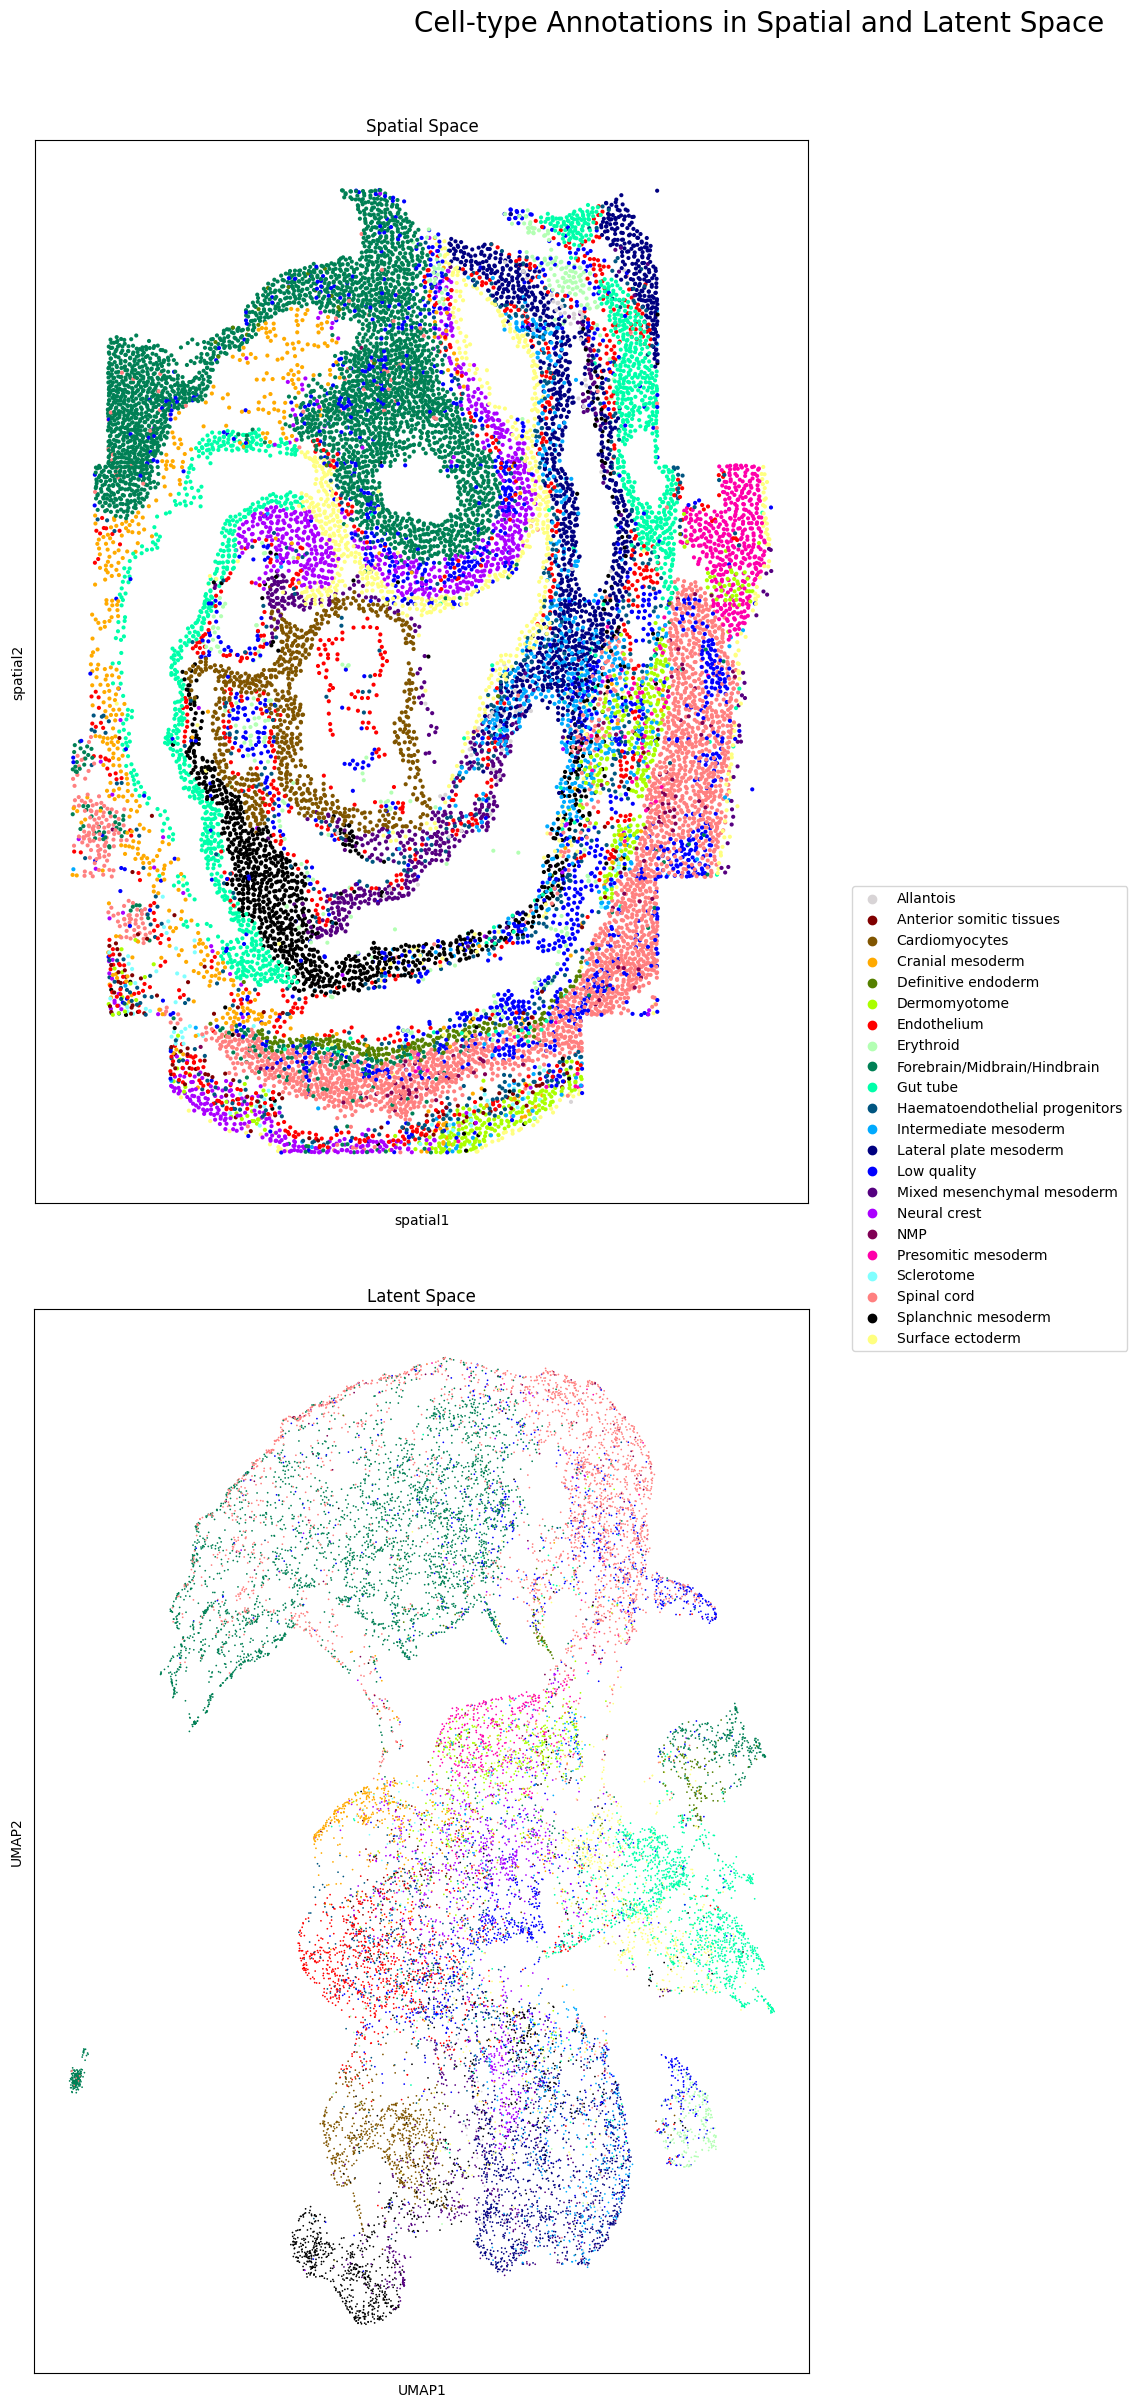 Cell-type Annotations in Spatial and Latent Space
Spatial Space
spatial2
spatial1
Allantois
Anterior somitic tissues
Cardiomyocytes
Cranial mesoderm
Definitive endoderm
Dermomyotome
Endothelium
Erythroid
Forebrain/Midbrain/Hindbrain
Gut tube
Haematoendothelial progenitors
Intermediate mesoderm
Lateral plate mesoderm
Low quality
Mixed mesenchymal mesoderm
Neural crest
NMP
Presomitic mesoderm
Sclerotome
Spinal cord
Splanchnic mesoderm
Surface ectoderm
Latent Space
UMAP2
UMAP1